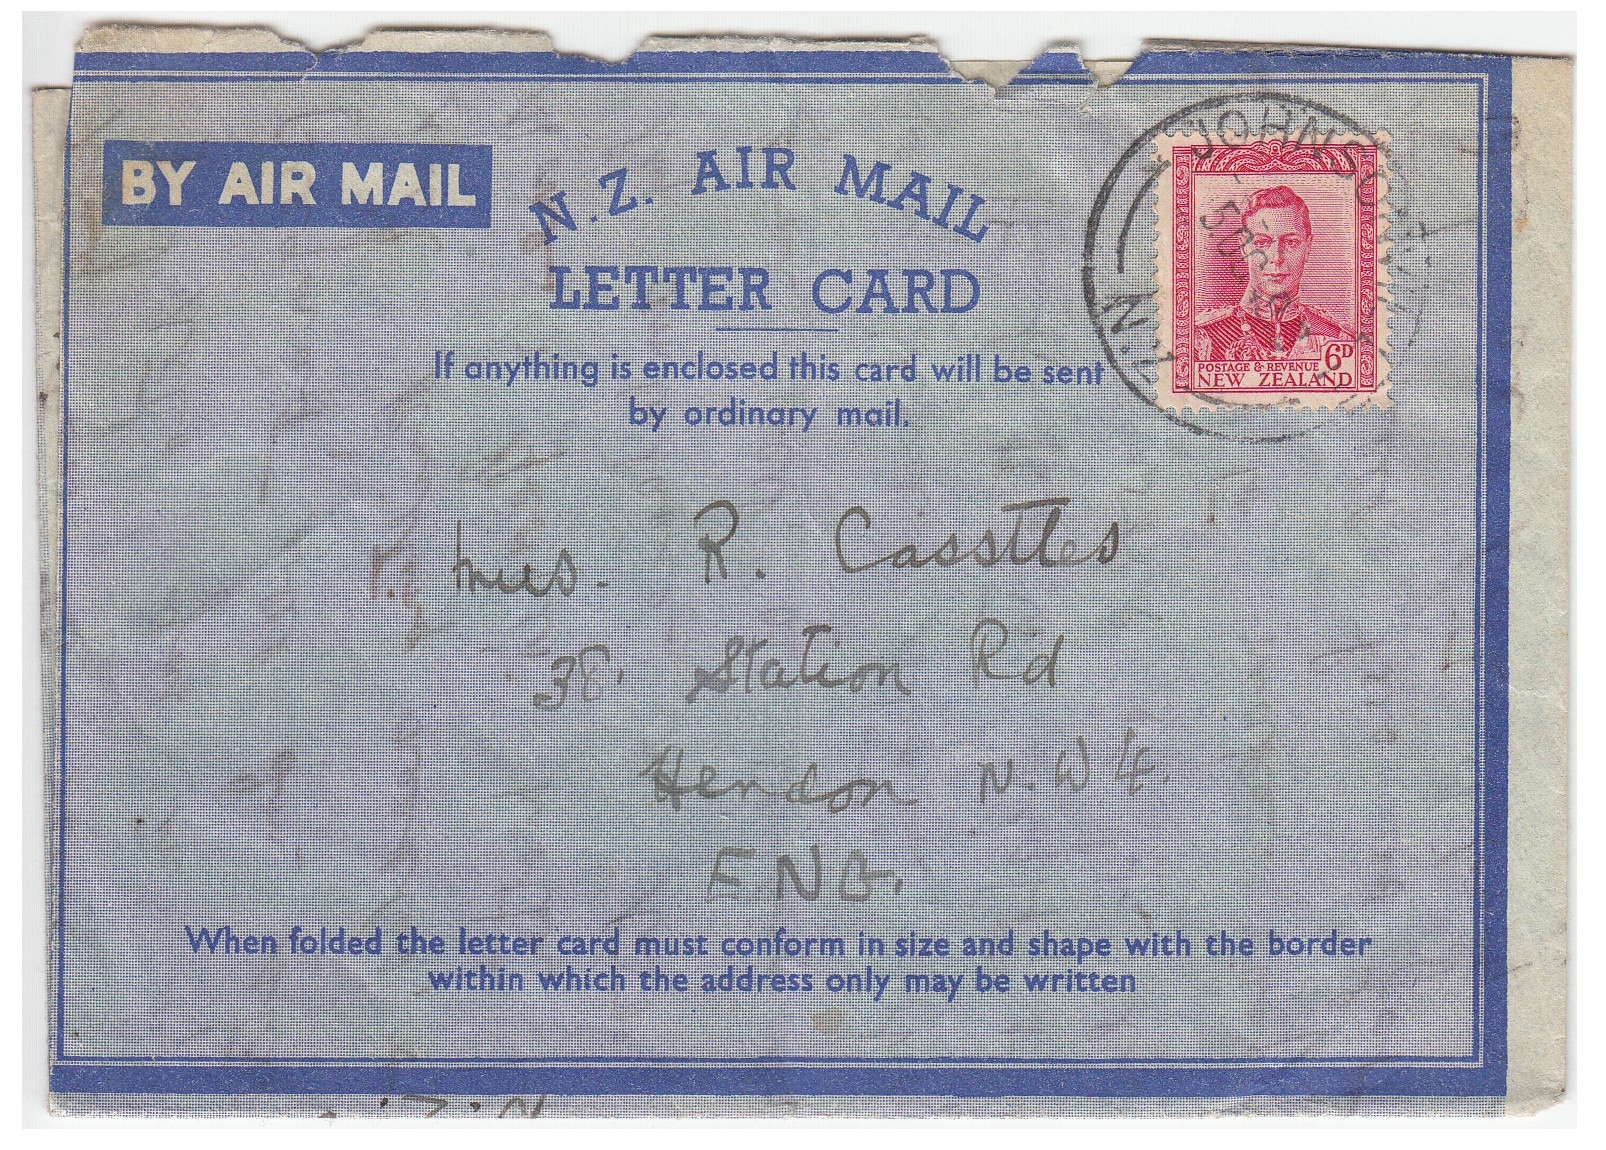 BY AIR MAIL
N.Z. AIR MAIL
LETTER CARD
If anything is enclosed this card will be sent
by ordinary mail.
JOHNSONVILLE
N.Z.
6D
POSTAGE & REVENUE
NEW ZEALAND
R. Casstles
38. Station Rd
Hendon N.W 4.
ENG.
When folded the letter card must conform in size and shape with the border
within which the address only may be written